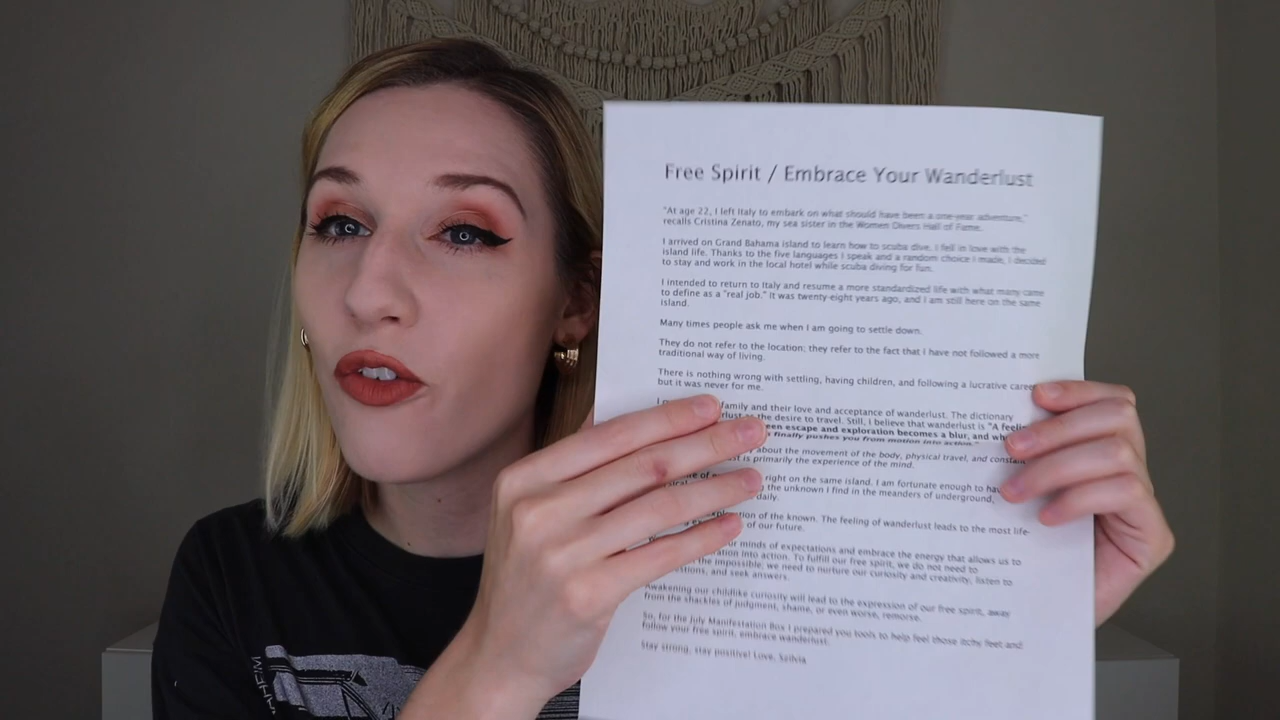 Free Spirit / Embrace Your Wanderlust
"At age 22, I left Italy to embark on what should have been a one-year adventure,"
recalls Cristina Zenato, my sea sister in the Women Divers Hall of Fame.
I arrived on Grand Bahama island to learn how to scuba dive. I fell in love with the
island life. Thanks to the five languages I speak and a random choice I made, I decided
to stay and work in the local hotel while scuba diving for fun.
I intended to return to Italy and resume a more standardized life with what many came
to define as a "real job." It was twenty-eight years ago, and I am still here on the same
island.
Many times people ask me when I am going to settle down.
They do not refer to the location; they refer to the fact that I have not followed a more
traditional way of living.
There is nothing wrong with settling, having children, and following a lucrative career
but it was never for me.
I family and their love and acceptance of wanderlust. The dictionary
the desire to travel. Still, I believe that wanderlust is "A feeling
escape and exploration becomes a blur, and
finally pushes you from motion into action."
about the movement of the body, physical travel, and constant
is primarily the experience of the mind.
right on the same island. I am fortunate enough to have
the unknown I find in the meanders of underground,
daily.
of the known. The feeling of wanderlust leads to the most life-
of our future.
minds of expectations and embrace the energy that allows us to
into action. To fulfill our free spirit, we do not need to
the impossible; we need to nurture our curiosity and creativity, listen to
and seek answers.
Awakening our childlike curiosity will lead to the expression of our free spirit, away
from the shackles of judgment, shame, or even worse, remorse.
So, for the July Manifestation Box I prepared you tools to help feel those itchy feet and
follow your free spirit, embrace wanderlust.
Stay strong, stay positive! Love, Szilvia